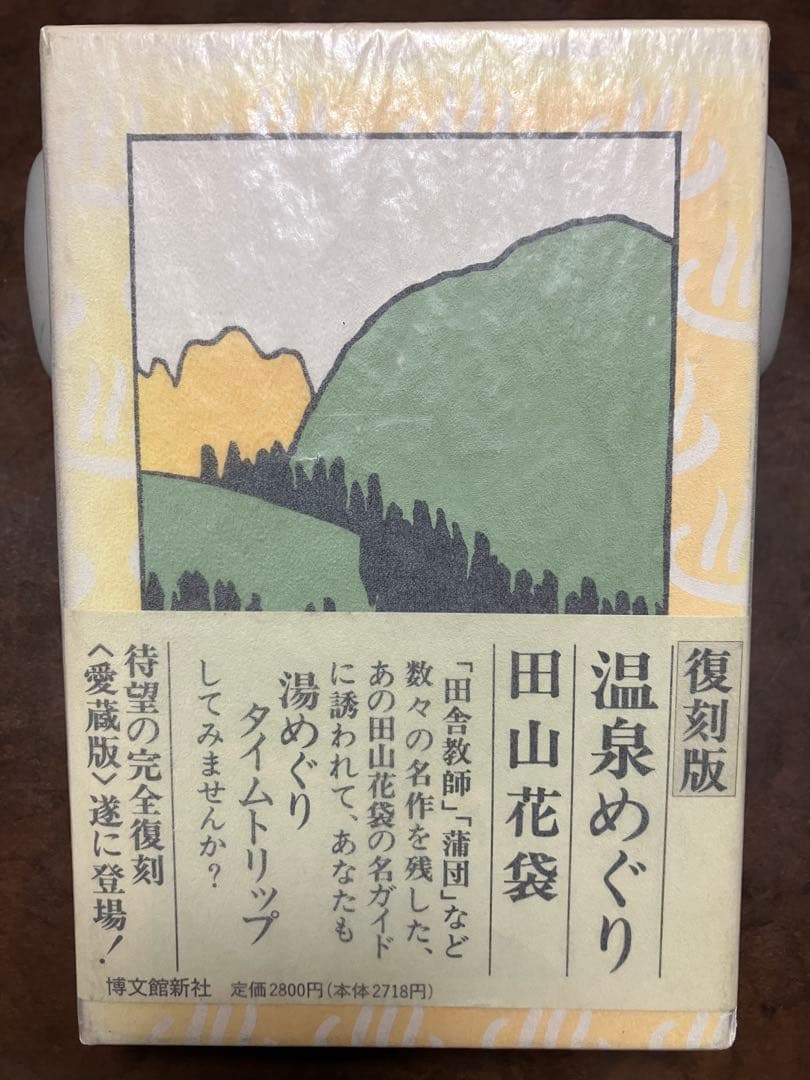 復刻版
温泉めぐり
田山花袋
「田舎教師」「蒲団」など
数々の名作を残した、
あの田山花袋の名ガイド
に誘われて、あなたも
湯めぐり
タイムトリップ
してみませんか?
待望の完全復刻
〈愛蔵版〉遂に登場!
博文館新社 定価2800円(本体2718円)